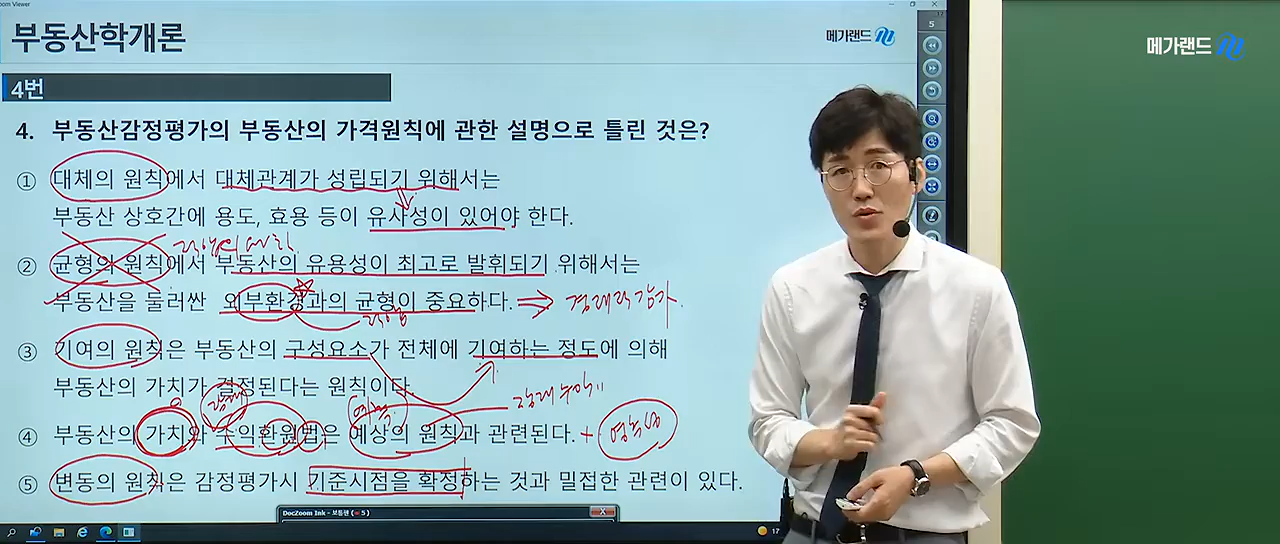 부동산학개론
메가랜드
메가랜드
5
4번
4. 부동산감정평가의 부동산의 가격원칙에 관한 설명으로 틀린 것은?
① 대체의 원칙에서 대체관계가 성립되기 위해서는
부동산 상호간에 용도, 효용 등이 유사성이 있어야 한다.
② 균형의 원칙에서 부동산의 유용성이 최고로 발휘되기 위해서는
부동산을 둘러싼 외부환경과의 균형이 중요하다. ⇒ 경제적 감가
③ 기여의 원칙은 부동산의 구성요소가 전체에 기여하는 정도에 의해
부동산의 가치가 결정된다는 원칙이다.
④ 부동산의 가치와 수익환원법은 예상의 원칙과 관련된다. + 영속성
⑤ 변동의 원칙은 감정평가시 기준시점을 확정하는 것과 밀접한 관련이 있다.
DocZoom Ink - 보통펜 (= 5 )
17